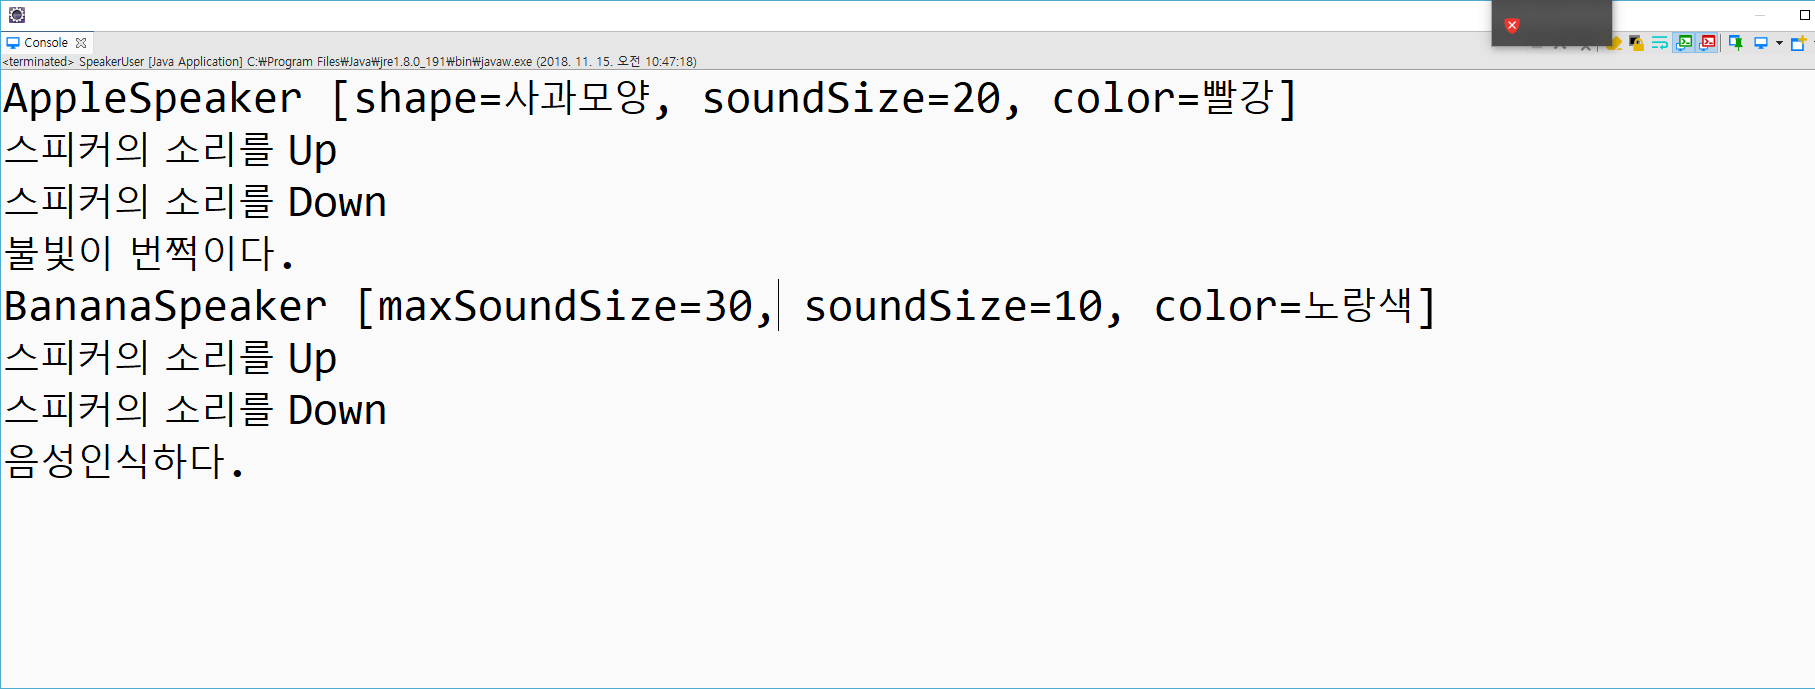 Console
<terminated> SpeakerUser [Java Application] C:₩Program Files₩Java₩jre1.8.0_191₩bin₩javaw.exe (2018. 11. 15. 오전 10:47:18)
AppleSpeaker [shape=사과모양, soundSize=20, color=빨강]
스피커의 소리를 Up
스피커의 소리를 Down
불빛이 번쩍이다.
BananaSpeaker [maxSoundSize=30, soundSize=10, color=노랑색]
스피커의 소리를 Up
스피커의 소리를 Down
음성인식하다.